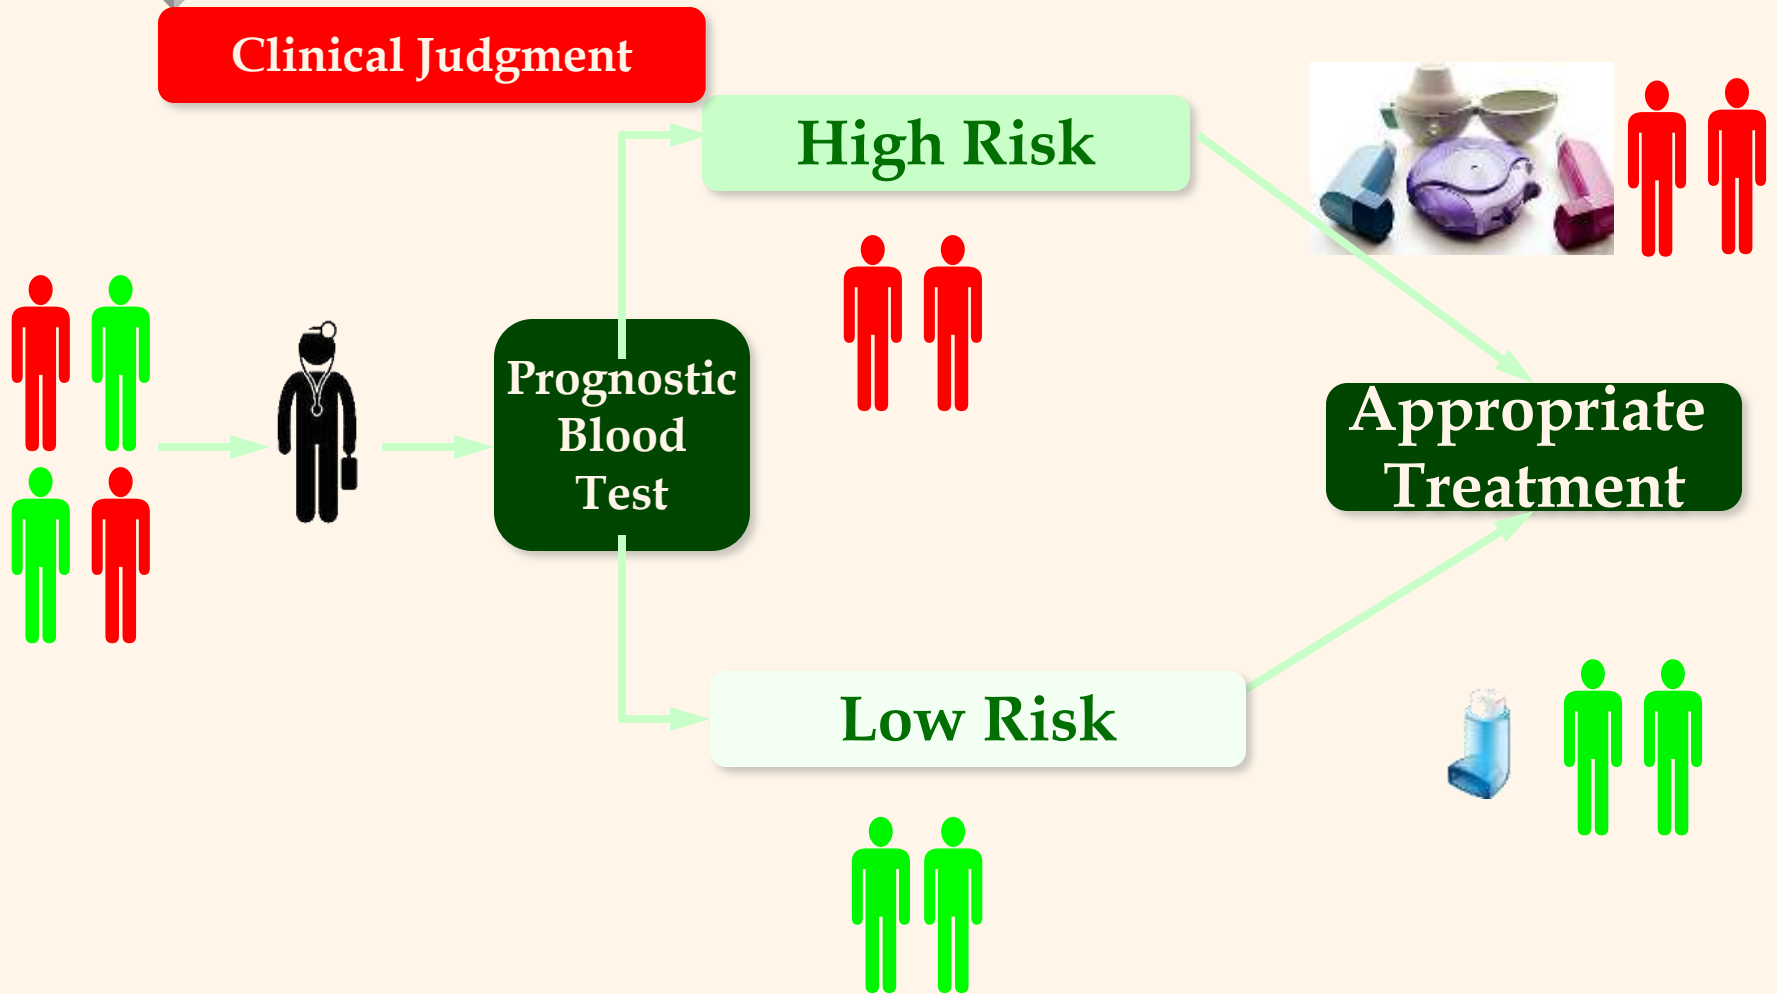 Clinical Judgment
High Risk
Prognostic
Blood
Test
Appropriate
Treatment
Low Risk